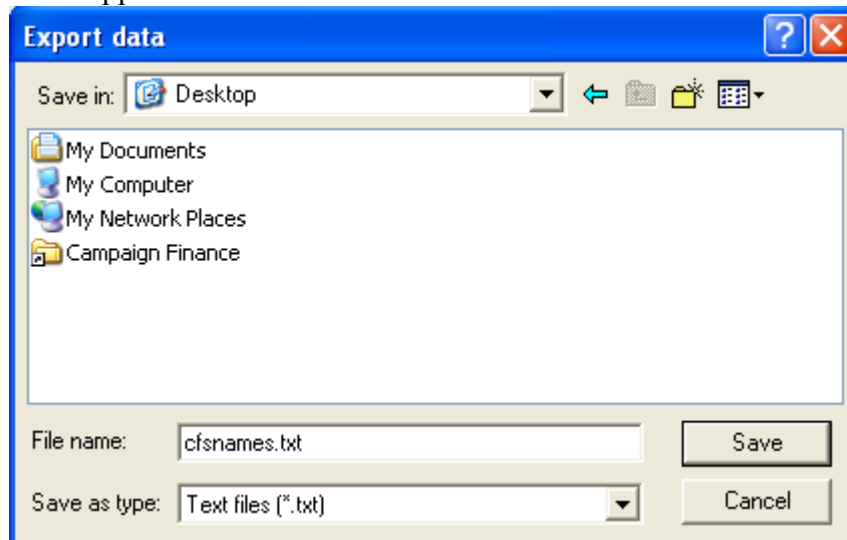 Export data
Save in: Desktop
My Documents
My Computer
My Network Places
Campaign Finance
File name: cfsnames.txt Save
Save as type: Text files (*.txt) Cancel